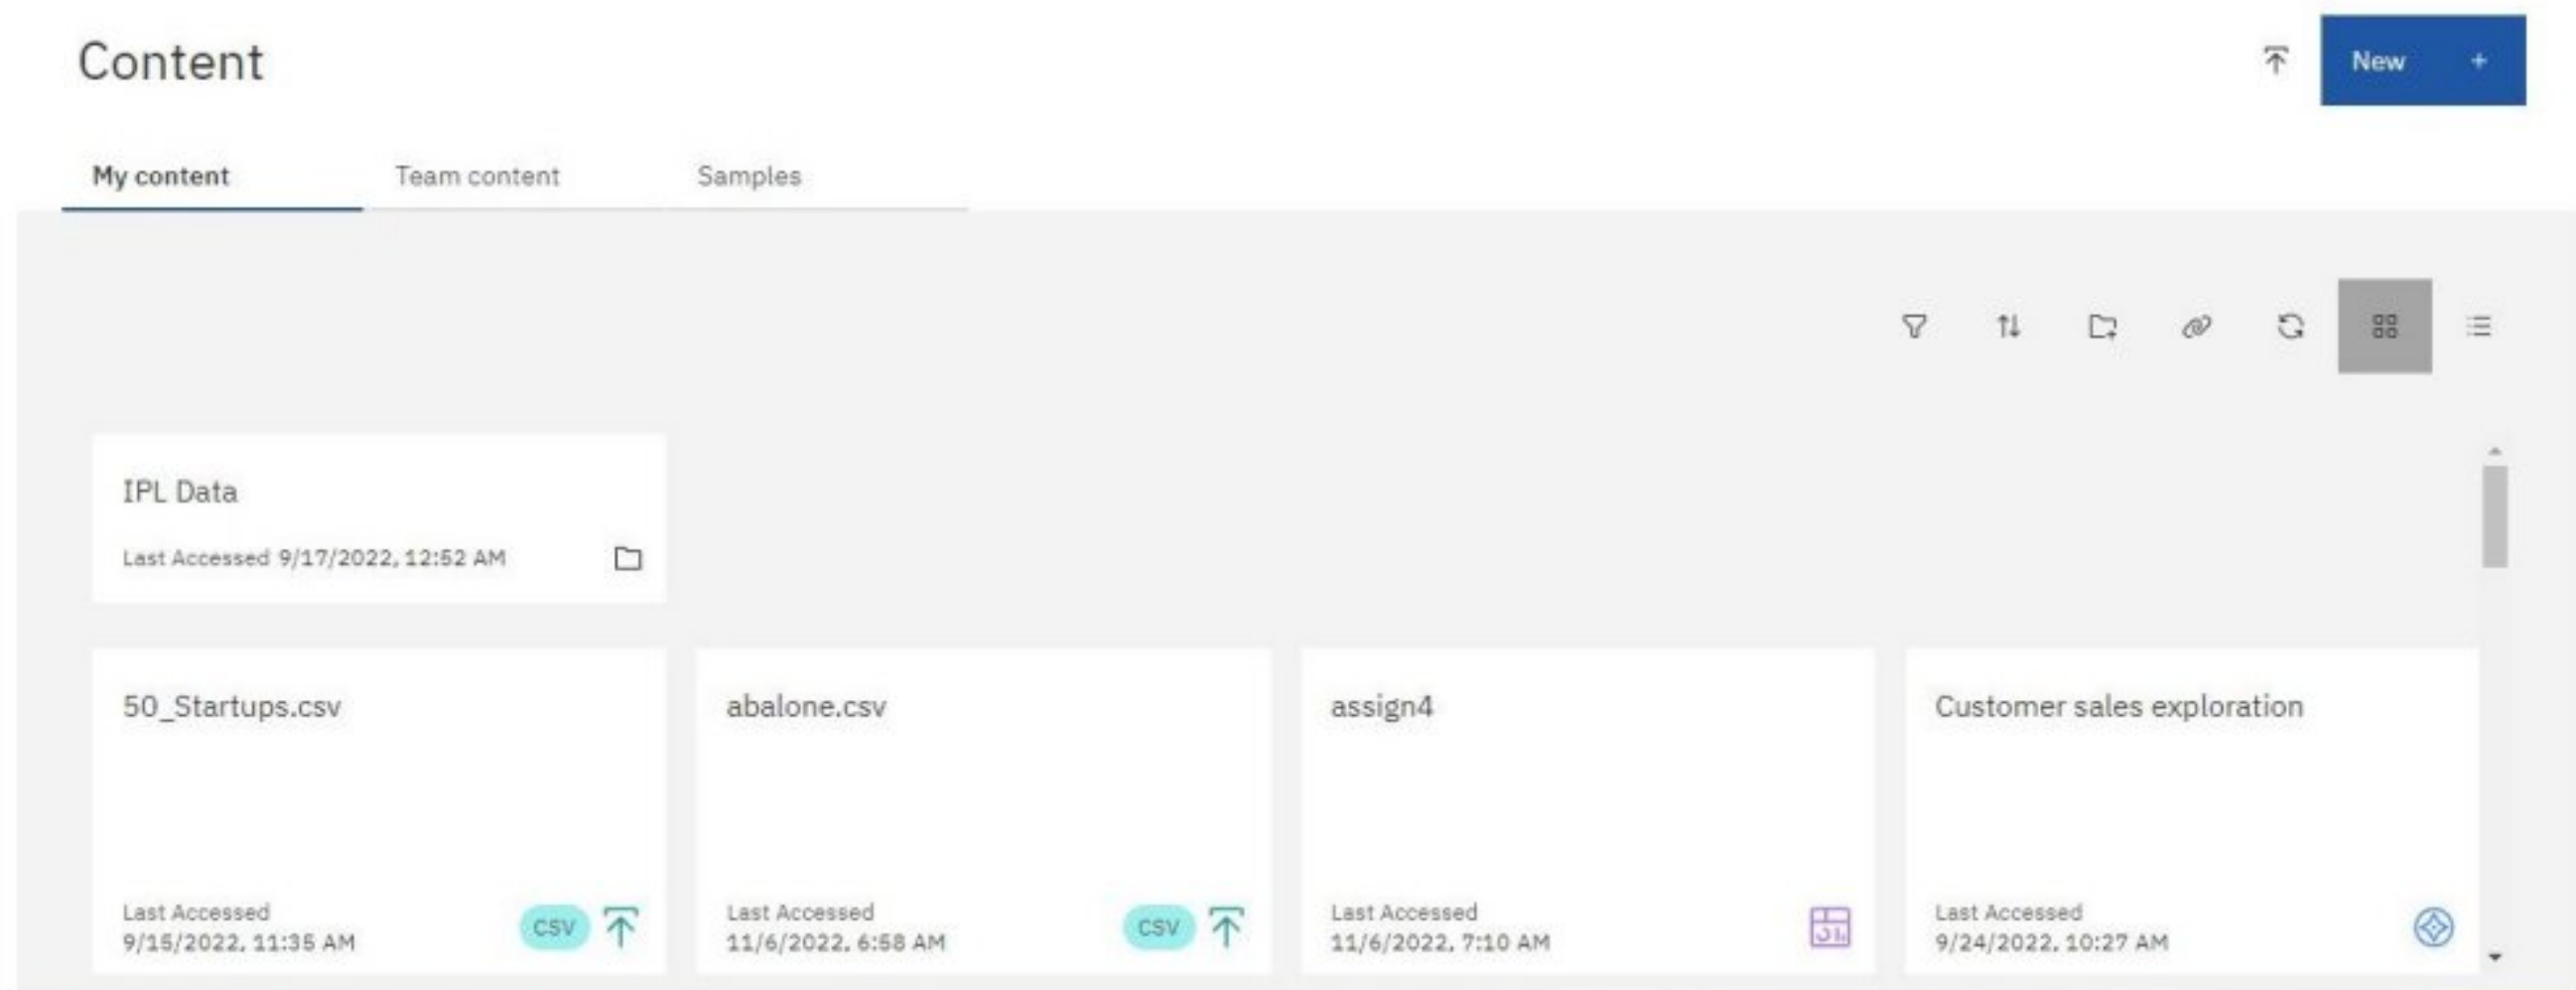 Content
New +
My content Team content Samples
IPL Data
Last Accessed 9/17/2022, 12:52 AM
50_Startups.csv
Last Accessed
9/15/2022, 11:35 AM
CSV
abalone.csv
Last Accessed
11/6/2022, 6:58 AM
CSV
assign4
Last Accessed
11/6/2022, 7:10 AM
Customer sales exploration
Last Accessed
9/24/2022, 10:27 AM